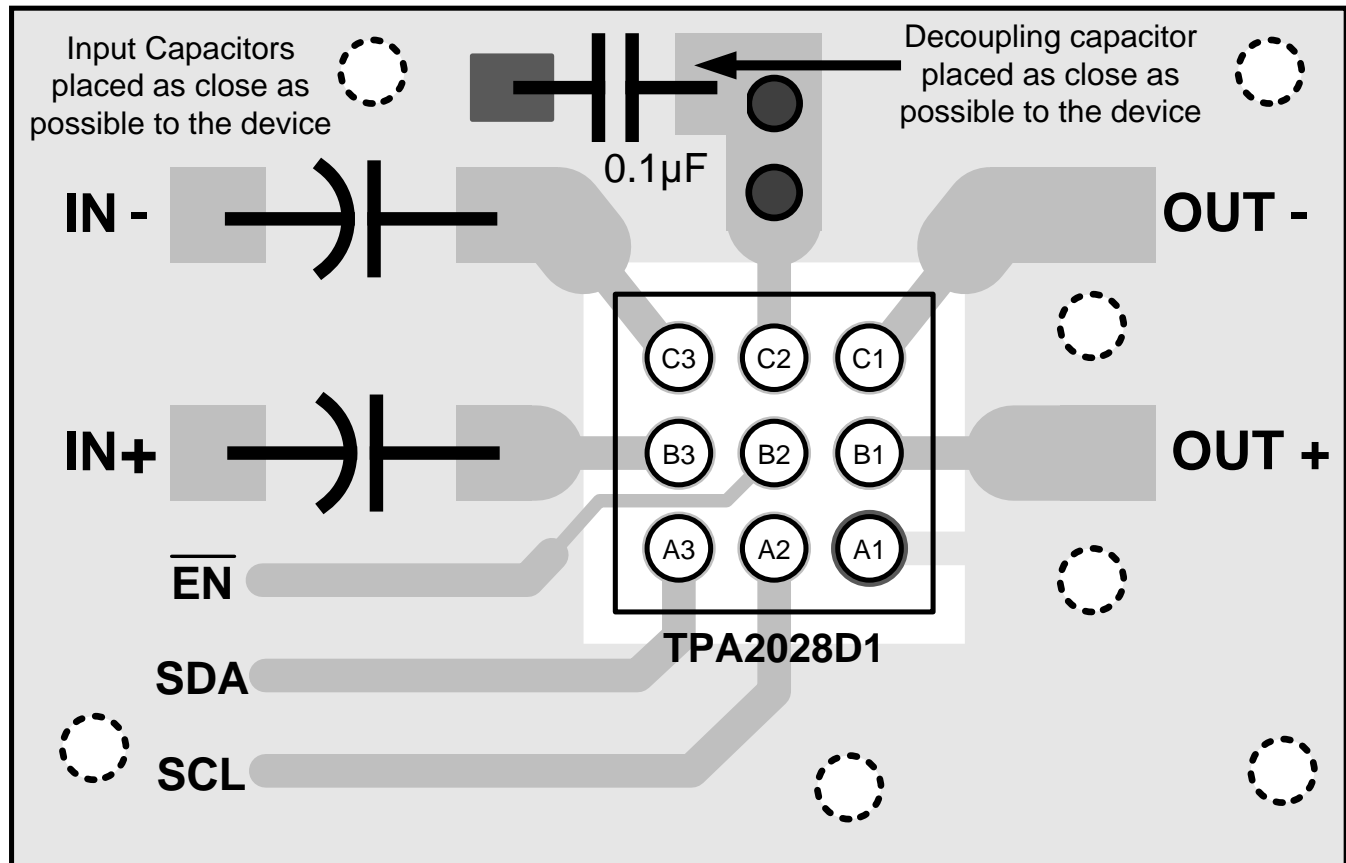 Input Capacitors
placed as close as
possible to the device
Decoupling capacitor
placed as close as
possible to the device
0.1µF
IN -
OUT -
C3 C2 C1
IN+
B3 B2 B1
OUT +
A3 A2 A1
E̅N̅
TPA2028D1
SDA
SCL